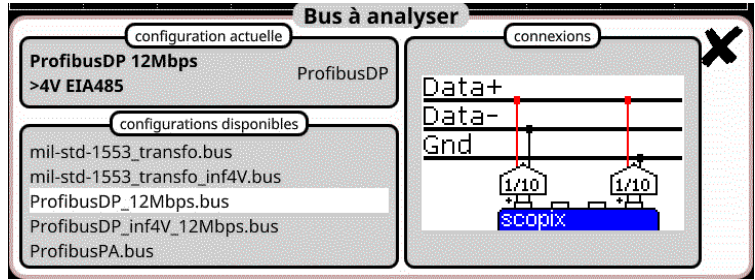 Bus à analyser
configuration actuelle
ProfibusDP 12Mbps
>4V EIA485
ProfibusDP
configurations disponibles
mil-std-1553_transfo.bus
mil-std-1553_transfo_inf4V.bus
ProfibusDP_12Mbps.bus
ProfibusDP_inf4V_12Mbps.bus
ProfibusPA.bus
connexions
Data+
Data-
Gnd
1/10 1/10
+ +
scopix